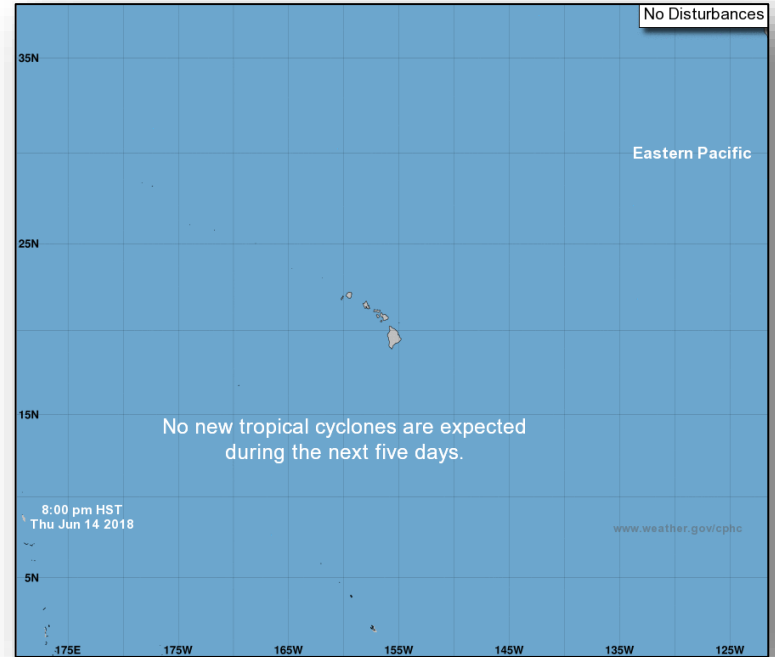 No Disturbances
35N
Eastern Pacific
25N
15N
No new tropical cyclones are expected
during the next five days.
8:00 pm HST
Thu Jun 14 2018
www.weather.gov/cphc
5N
175E 175W 165W 155W 145W 135W 125W